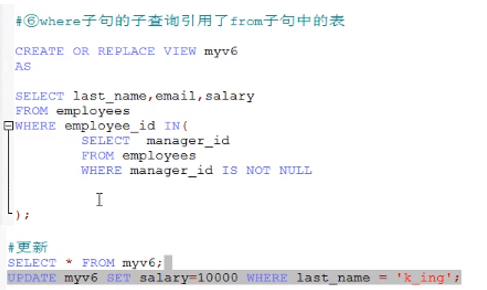 #⑥where子句的子查询引用了from子句中的表
CREATE OR REPLACE VIEW myv6
AS
SELECT last_name,email,salary
FROM employees
WHERE employee_id IN(
SELECT manager_id
FROM employees
WHERE manager_id IS NOT NULL
);
#更新
SELECT * FROM myv6;
UPDATE myv6 SET salary=10000 WHERE last_name = 'k_ing';